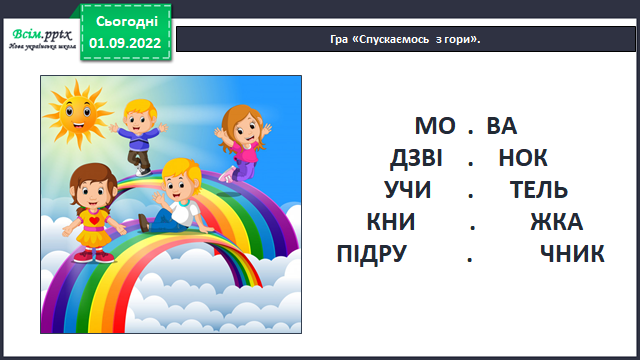 Всім.pptx
Нова українська школа
Сьогодні
01.09.2022
Гра «Спускаємось з гори».
МО . ВА
ДЗВІ . НОК
УЧИ . ТЕЛЬ
КНИ . ЖКА
ПІДРУ . ЧНИК